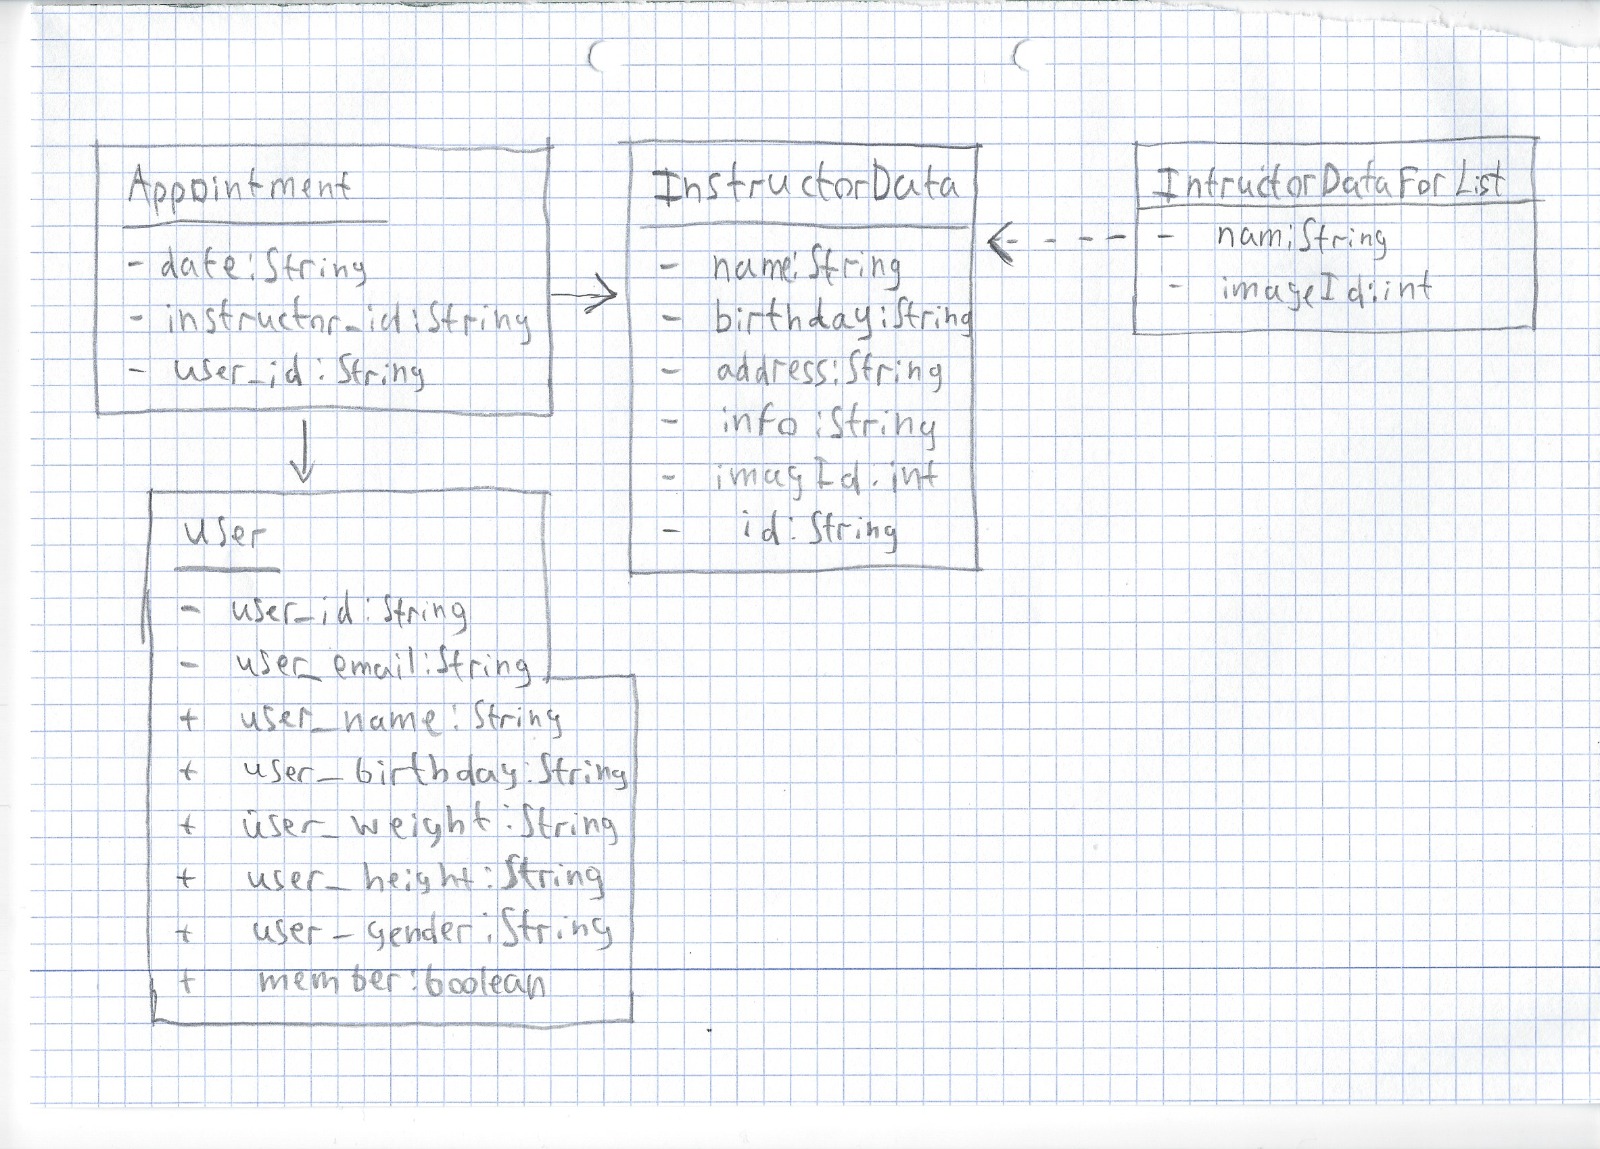 Appointment
- date:String
- instructor_id:String
- user_id:String
InstructorData
- name:String
- birthday:String
- address:String
- info:String
- imagId.int
- id:String
IntructorDataForList
- nam:String
- imageId:int
user
- user_id:String
- user_email:String
+ user_name:String
+ user_birthday:String
+ user_weight:String
+ user_height:String
+ user_gender:String
+ member:boolean